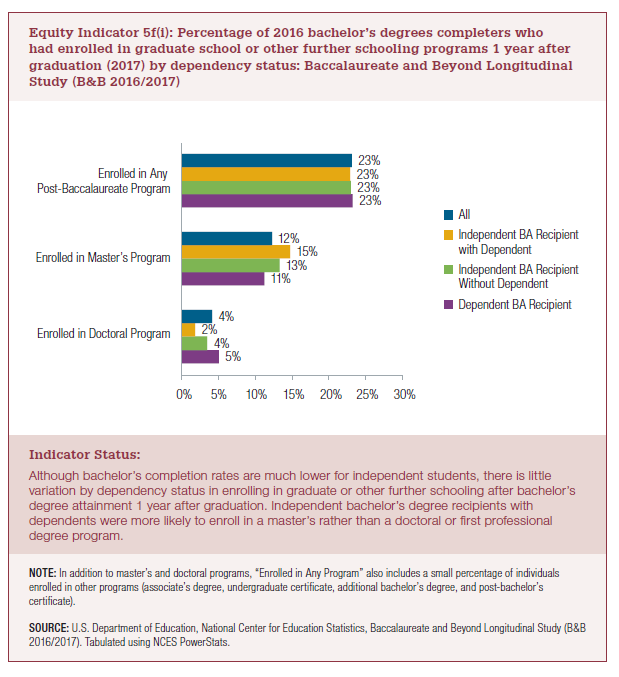 Equity Indicator 5f(i): Percentage of 2016 bachelor's degrees completers who
had enrolled in graduate school or other further schooling programs 1 year after
graduation (2017) by dependency status: Baccalaureate and Beyond Longitudinal
Study (B&B 2016/2017)
Enrolled in Any
Post-Baccalaureate Program
23%
23%
23%
23%
Enrolled in Master's Program
12%
15%
13%
11%
Enrolled in Doctoral Program
4%
2%
4%
5%
0% 5% 10% 15% 20% 25% 30%
All
Independent BA Recipient
with Dependent
Independent BA Recipient
Without Dependent
Dependent BA Recipient
Indicator Status:
Although bachelor's completion rates are much lower for independent students, there is little
variation by dependency status in enrolling in graduate or other further schooling after bachelor's
degree attainment 1 year after graduation. Independent bachelor's degree recipients with
dependents were more likely to enroll in a master's rather than a doctoral or first professional
degree program.
NOTE: In addition to master's and doctoral programs, "Enrolled in Any Program" also includes a small percentage of individuals
enrolled in other programs (associate's degree, undergraduate certificate, additional bachelor's degree, and post-bachelor's
certificate).
SOURCE: U.S. Department of Education, National Center for Education Statistics, Baccalaureate and Beyond Longitudinal Study (B&B
2016/2017). Tabulated using NCES PowerStats.